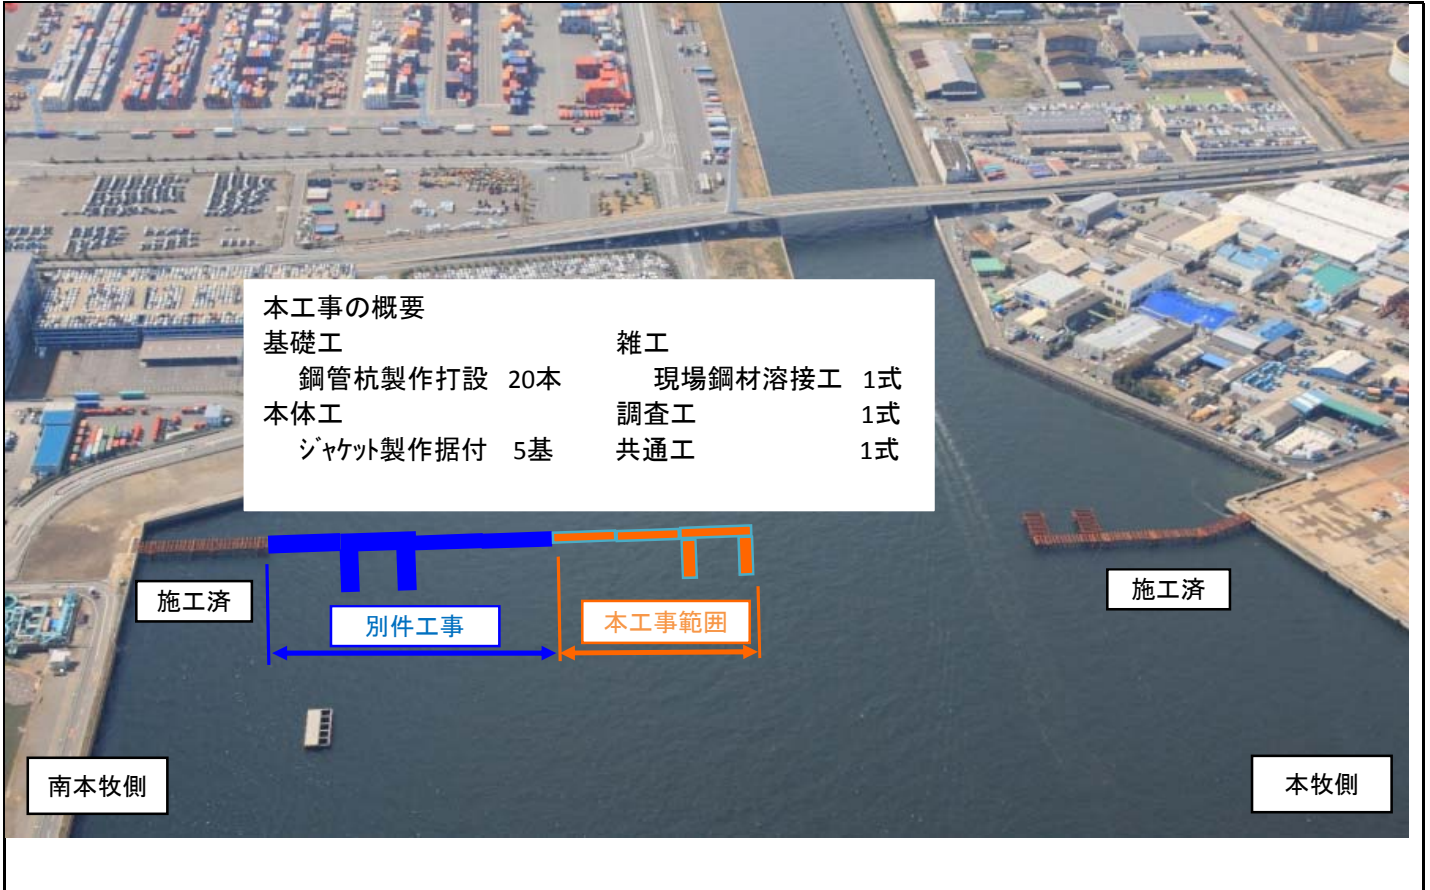 本工事の概要
基礎工 雑工
鋼管杭製作打設 20本 現場鋼材溶接工 1式
本体工 調査工 1式
ｼﾞｬｹｯﾄ製作据付 5基 共通工 1式
施工済
別件工事
本工事範囲
施工済
南本牧側
本牧側